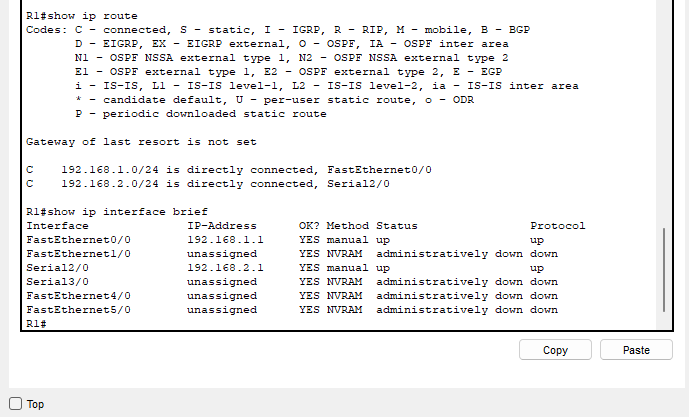 R1#show ip route
Codes: C - connected, S - static, I - IGRP, R - RIP, M - mobile, B - BGP
       D - EIGRP, EX - EIGRP external, O - OSPF, IA - OSPF inter area
       N1 - OSPF NSSA external type 1, N2 - OSPF NSSA external type 2
       E1 - OSPF external type 1, E2 - OSPF external type 2, E - EGP
       i - IS-IS, L1 - IS-IS level-1, L2 - IS-IS level-2, ia - IS-IS inter area
       * - candidate default, U - per-user static route, o - ODR
       P - periodic downloaded static route
Gateway of last resort is not set
C    192.168.1.0/24 is directly connected, FastEthernet0/0
C    192.168.2.0/24 is directly connected, Serial2/0
R1#show ip interface brief
Interface              IP-Address      OK? Method Status                Protocol
FastEthernet0/0        192.168.1.1     YES manual up                    up
FastEthernet1/0        unassigned      YES NVRAM  administratively down down
Serial2/0              192.168.2.1     YES manual up                    up
Serial3/0              unassigned      YES NVRAM  administratively down down
FastEthernet4/0        unassigned      YES NVRAM  administratively down down
FastEthernet5/0        unassigned      YES NVRAM  administratively down down
R1#
Copy Paste
Top